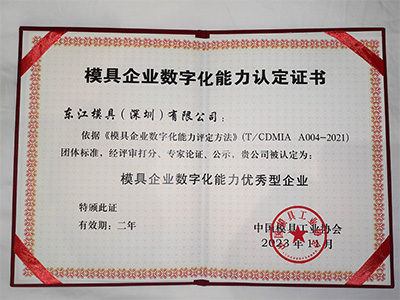 模具企业数字化能力认定证书
东江模具（深圳）有限公司：
依据《模具企业数字化能力评定方法》(T/CDMIA A004-2021)
团体标准，经评审打分、专家论证、公示，贵公司被认定为：
模具企业数字化能力优秀型企业
特颁此证
有效期：二年
中国模具工业协会
2023年11月